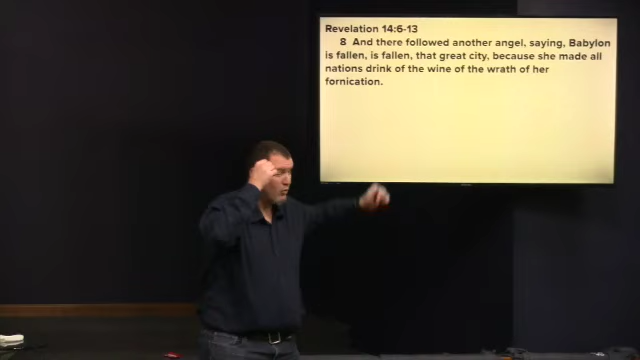 Revelation 14:6-13
8 And there followed another angel, saying, Babylon
is fallen, is fallen, that great city, because she made all
nations drink of the wine of the wrath of her
fornication.